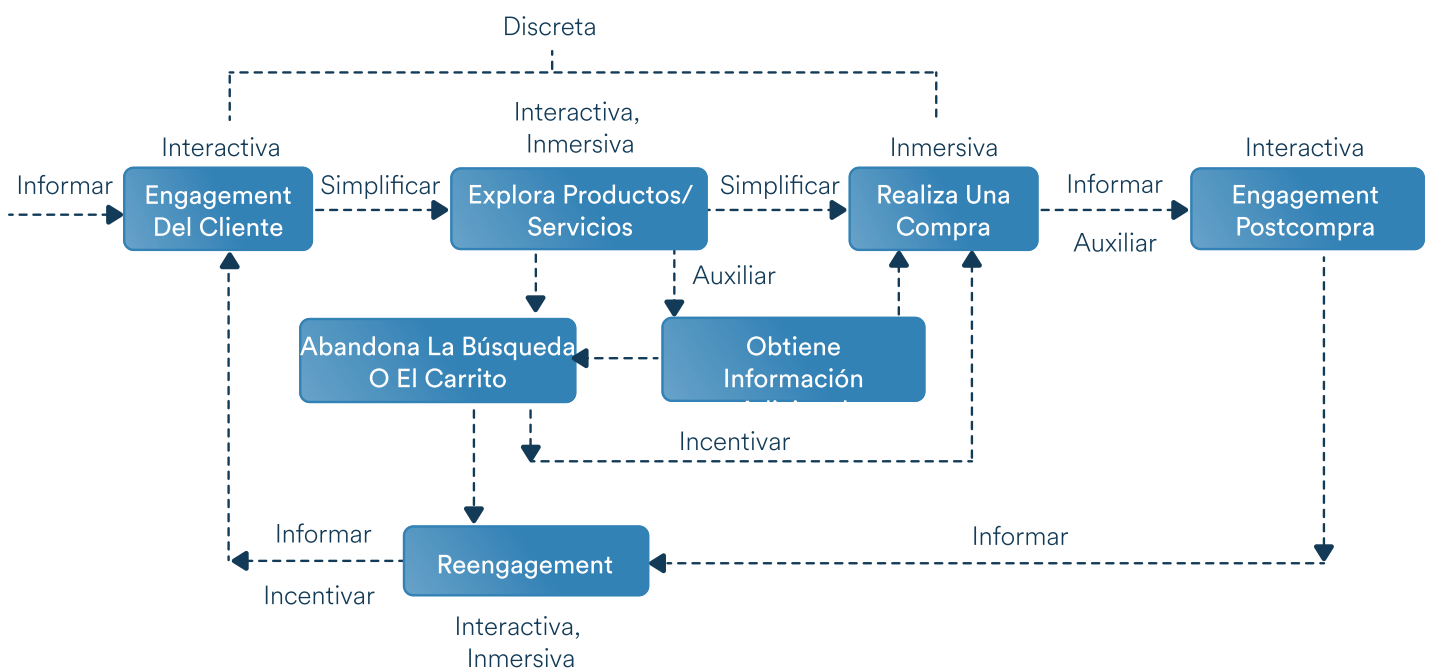 Discreta
Interactiva,
Inmersiva
Interactiva
Inmersiva
Interactiva
Informar
Engagement
Del Cliente
Simplificar
Explora Productos/
Servicios
Simplificar
Realiza Una
Compra
Informar
Auxiliar
Engagement
Postcompra
Auxiliar
Abandona La Búsqueda
O El Carrito
Obtiene
Información
Incentivar
Informar
Incentivar
Reengagement
Informar
Interactiva,
Inmersiva